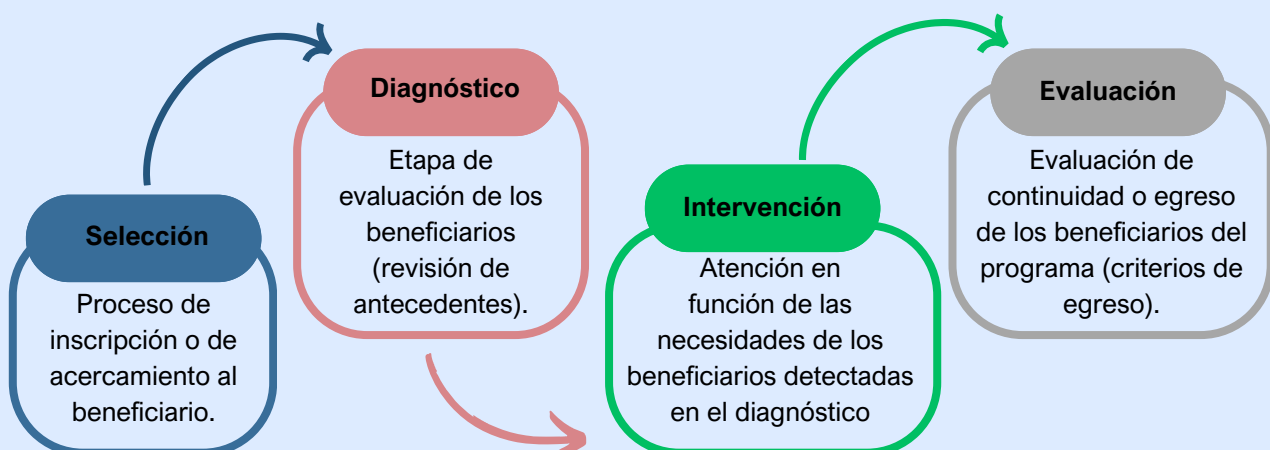 Selección
Proceso de
inscripción o de
acercamiento al
beneficiario.
Diagnóstico
Etapa de
evaluación de los
beneficiarios
(revisión de
antecedentes).
Intervención
Atención en
función de las
necesidades de los
beneficiarios detectadas
en el diagnóstico
Evaluación
Evaluación de
continuidad o egreso
de los beneficiarios del
programa (criterios de
egreso).